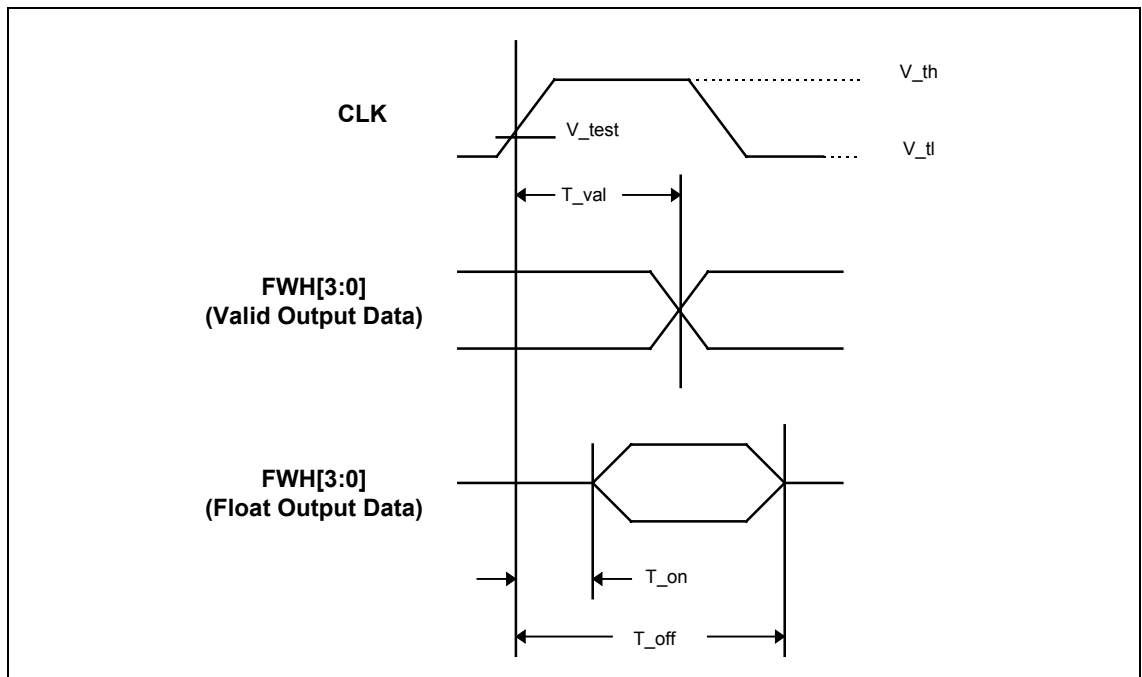 V_th
CLK
V_test
V_tl
T_val
FWH[3:0]
(Valid Output Data)
FWH[3:0]
(Float Output Data)
T_on
T_off